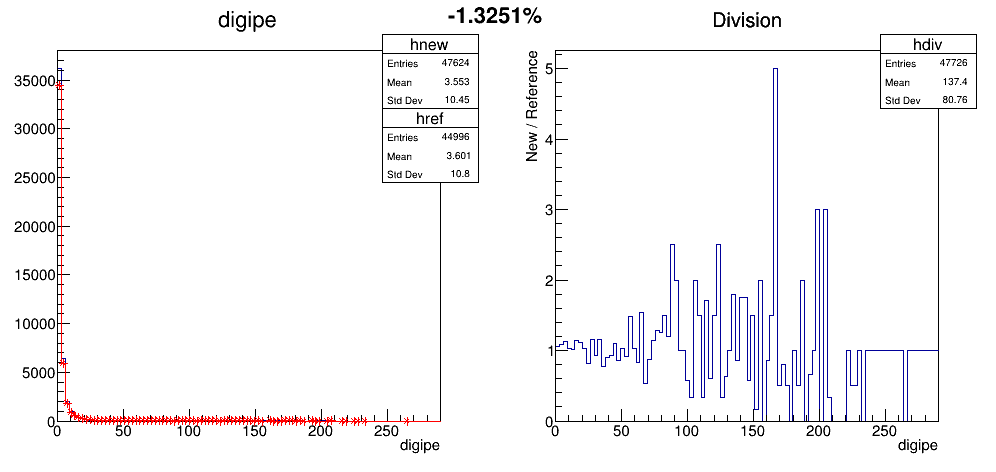 -1.3251%
digipe
hnew
Entries 47624
Mean 3.553
Std Dev 10.45
href
Entries 44996
Mean 3.601
Std Dev 10.8
35000
30000
25000
20000
15000
10000
5000
0
0 50 100 150 200 250
digipe
Division
hdiv
Entries 47726
Mean 137.4
Std Dev 80.76
New / Reference
5
4
3
2
1
0
0 50 100 150 200 250
digipe